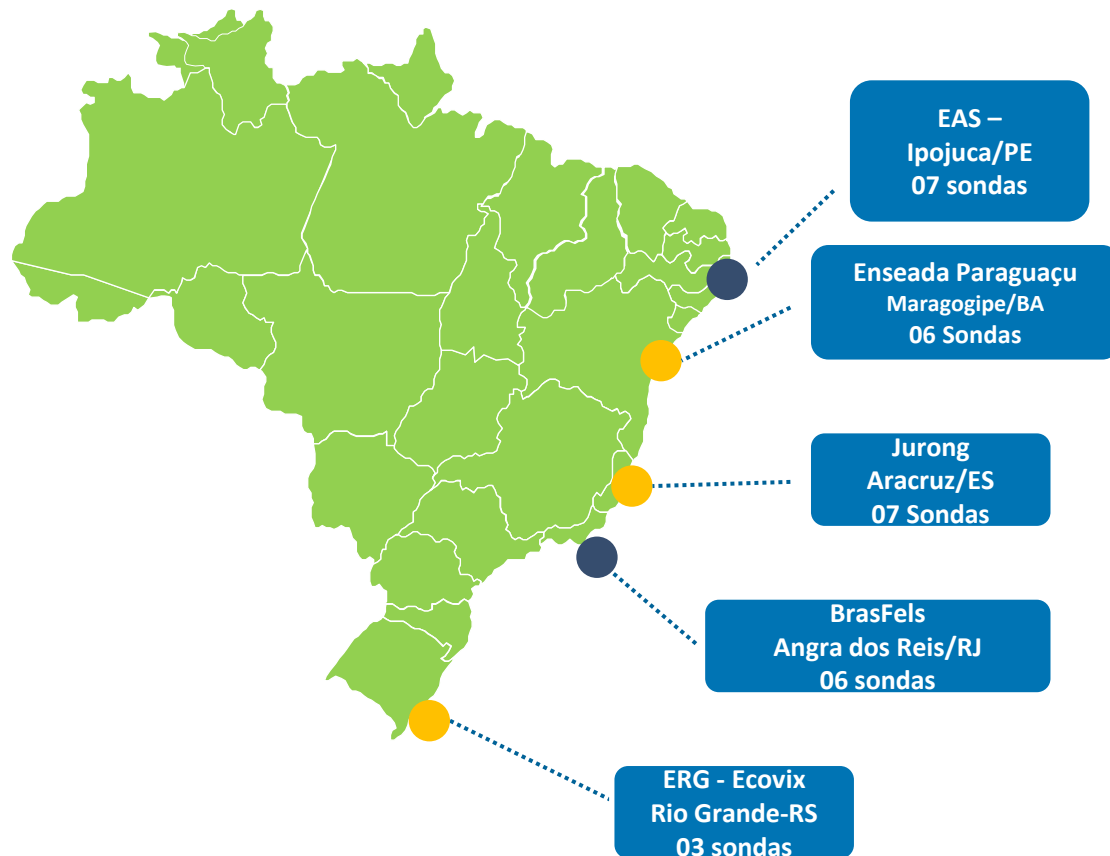 EAS –
Ipojuca/PE
07 sondas
Enseada Paraguaçu
Maragogipe/BA
06 Sondas
Jurong
Aracruz/ES
07 Sondas
BrasFels
Angra dos Reis/RJ
06 sondas
ERG - Ecovix
Rio Grande-RS
03 sondas